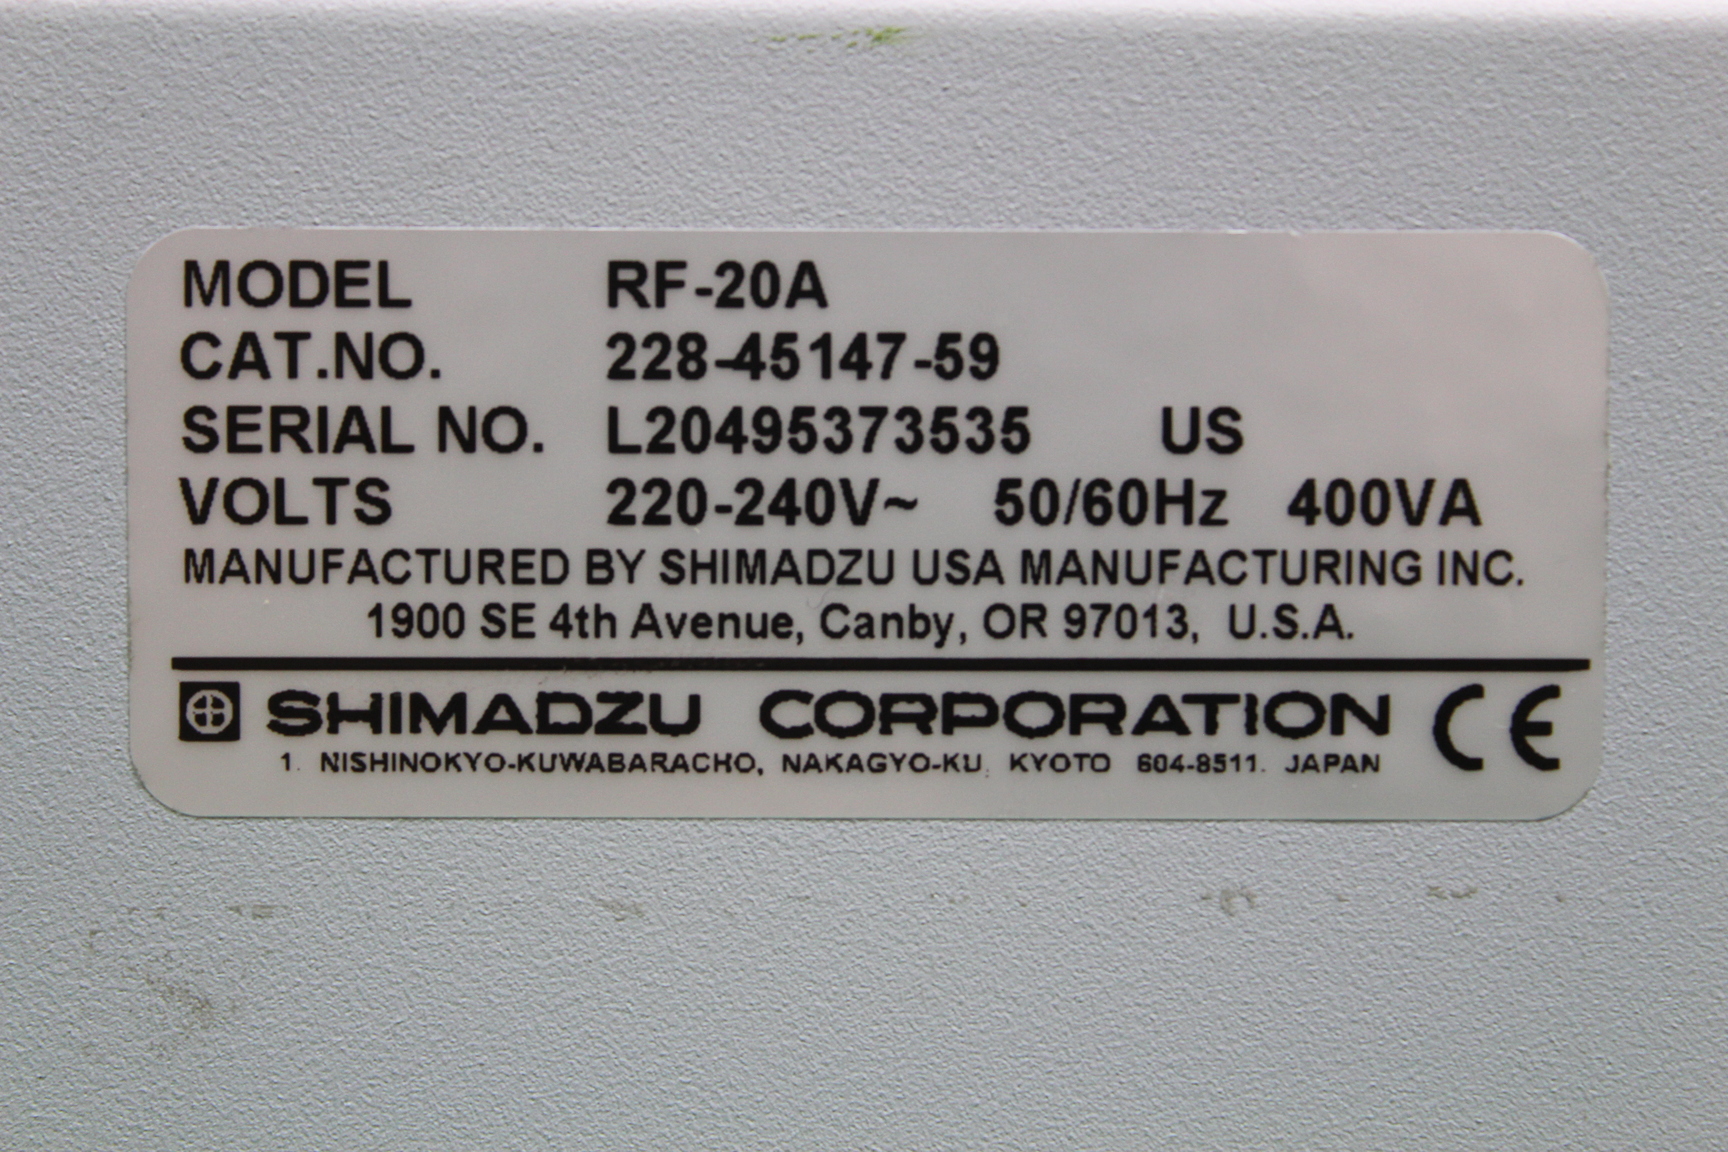 MODEL RF-20A
CAT.NO. 228-45147-59
SERIAL NO. L20495373535 US
VOLTS 220-240V~ 50/60Hz 400VA
MANUFACTURED BY SHIMADZU USA MANUFACTURING INC.
1900 SE 4th Avenue, Canby, OR 97013, U.S.A.
SHIMADZU CORPORATION CE
1. NISHINOKYO-KUWABARACHO, NAKAGYO-KU, KYOTO 604-8511. JAPAN